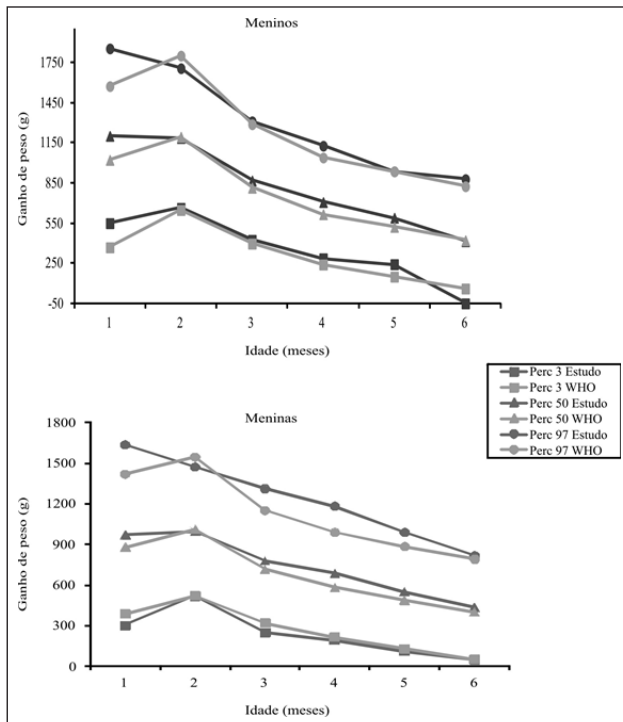 Meninos
Ganho de peso (g)
1750
1450
1150
850
550
250
-50
1 2 3 4 5 6
Idade (meses)
Perc 3 Estudo
Perc 3 WHO
Perc 50 Estudo
Perc 50 WHO
Perc 97 Estudo
Perc 97 WHO
Meninas
Ganho de peso (g)
1800
1500
1200
900
600
300
0
1 2 3 4 5 6
Idade (meses)